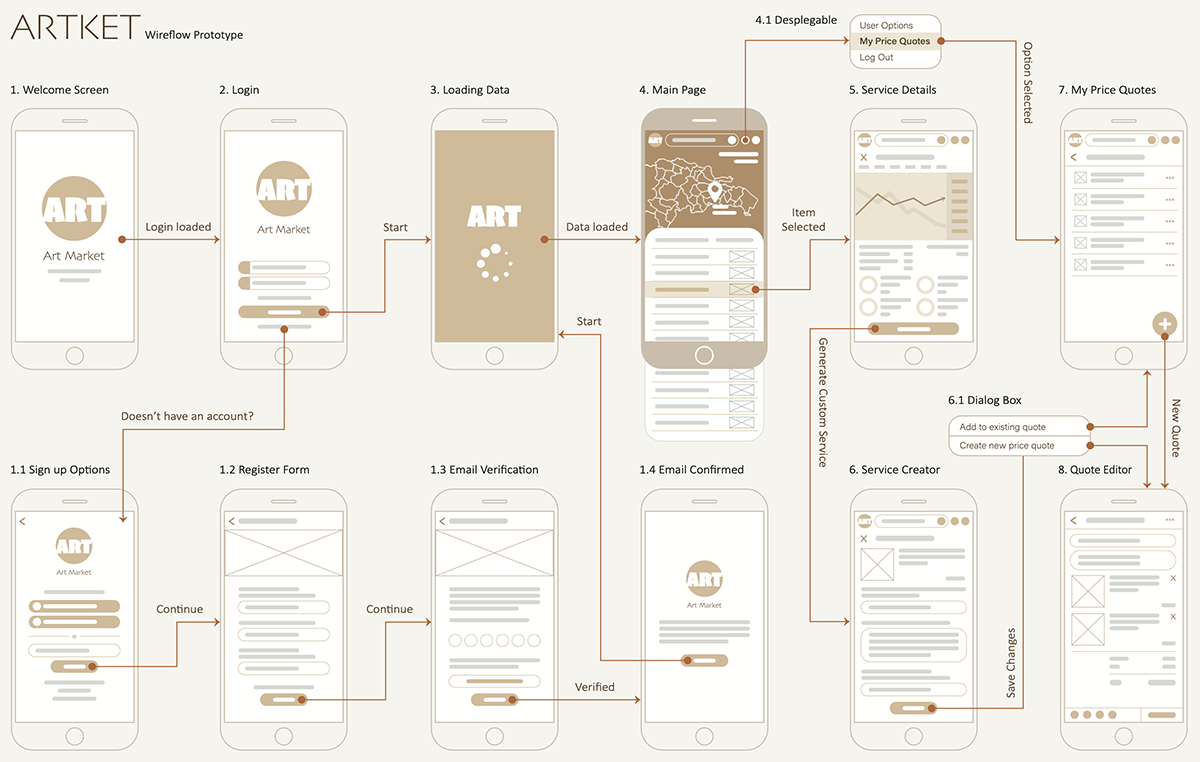 ARTKET Wireflow Prototype
4.1 Desplegable
User Options
My Price Quotes
Log Out
Option Selected
1. Welcome Screen
2. Login
3. Loading Data
4. Main Page
5. Service Details
7. My Price Quotes
ART
Art Market
Login loaded
ART
Art Market
Start
ART
Data loaded
ART
Item
Selected
ART
ART
Start
Generate Custom Service
Doesn't have an account?
6.1 Dialog Box
Add to existing quote
Create new price quote
New Quote
1.1 Sign up Options
1.2 Register Form
1.3 Email Verification
1.4 Email Confirmed
6. Service Creator
8. Quote Editor
ART
Art Market
Continue
Continue
Verified
ART
Art Market
ART
Save Changes